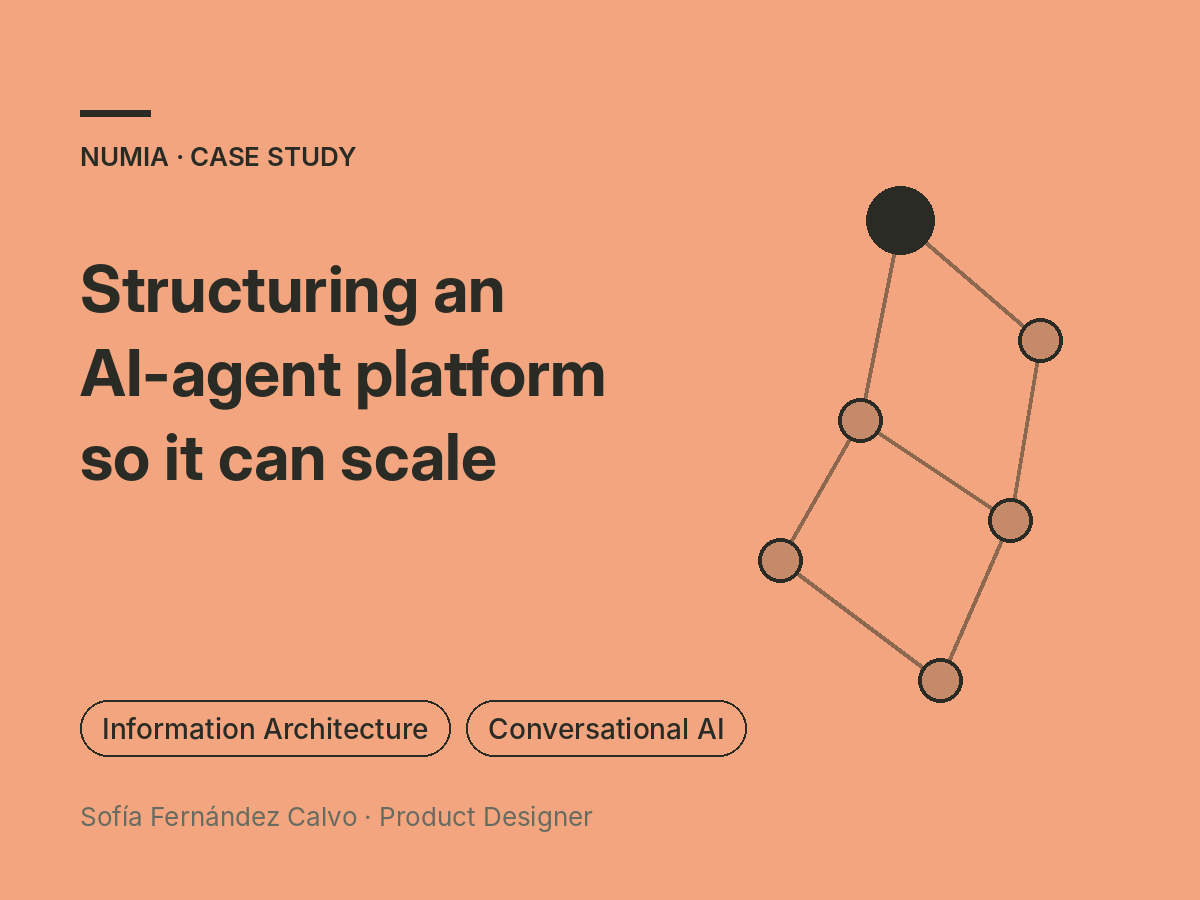 NUMIA · CASE STUDY
Structuring an
AI-agent platform
so it can scale
Information Architecture
Conversational AI
Sofía Fernández Calvo · Product Designer